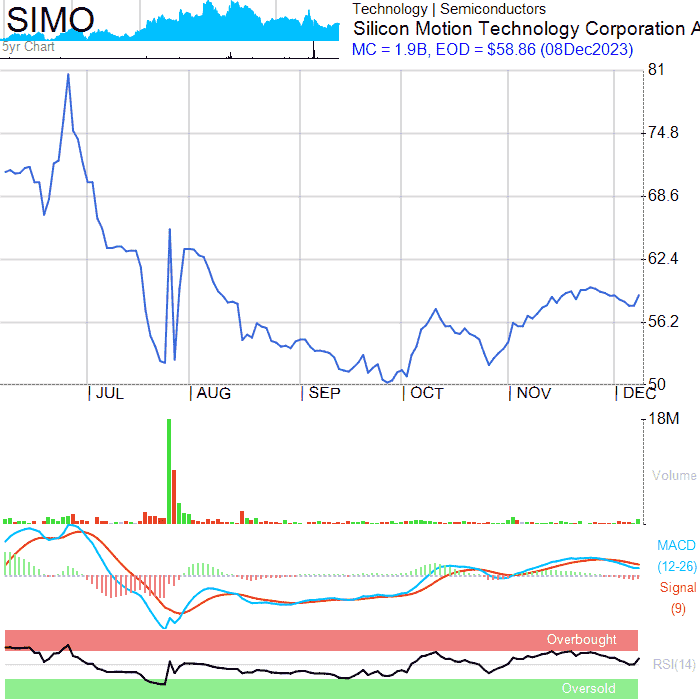 SIMO
5yr Chart
Technology | Semiconductors
Silicon Motion Technology Corporation A
MC = 1.9B, EOD = $58.86 (08Dec2023)
81
74.8
68.6
62.4
56.2
50
JUL
AUG
SEP
OCT
NOV
DEC
18M
Volume
MACD
(12-26)
Signal
(9)
Overbought
RSI(14)
Oversold